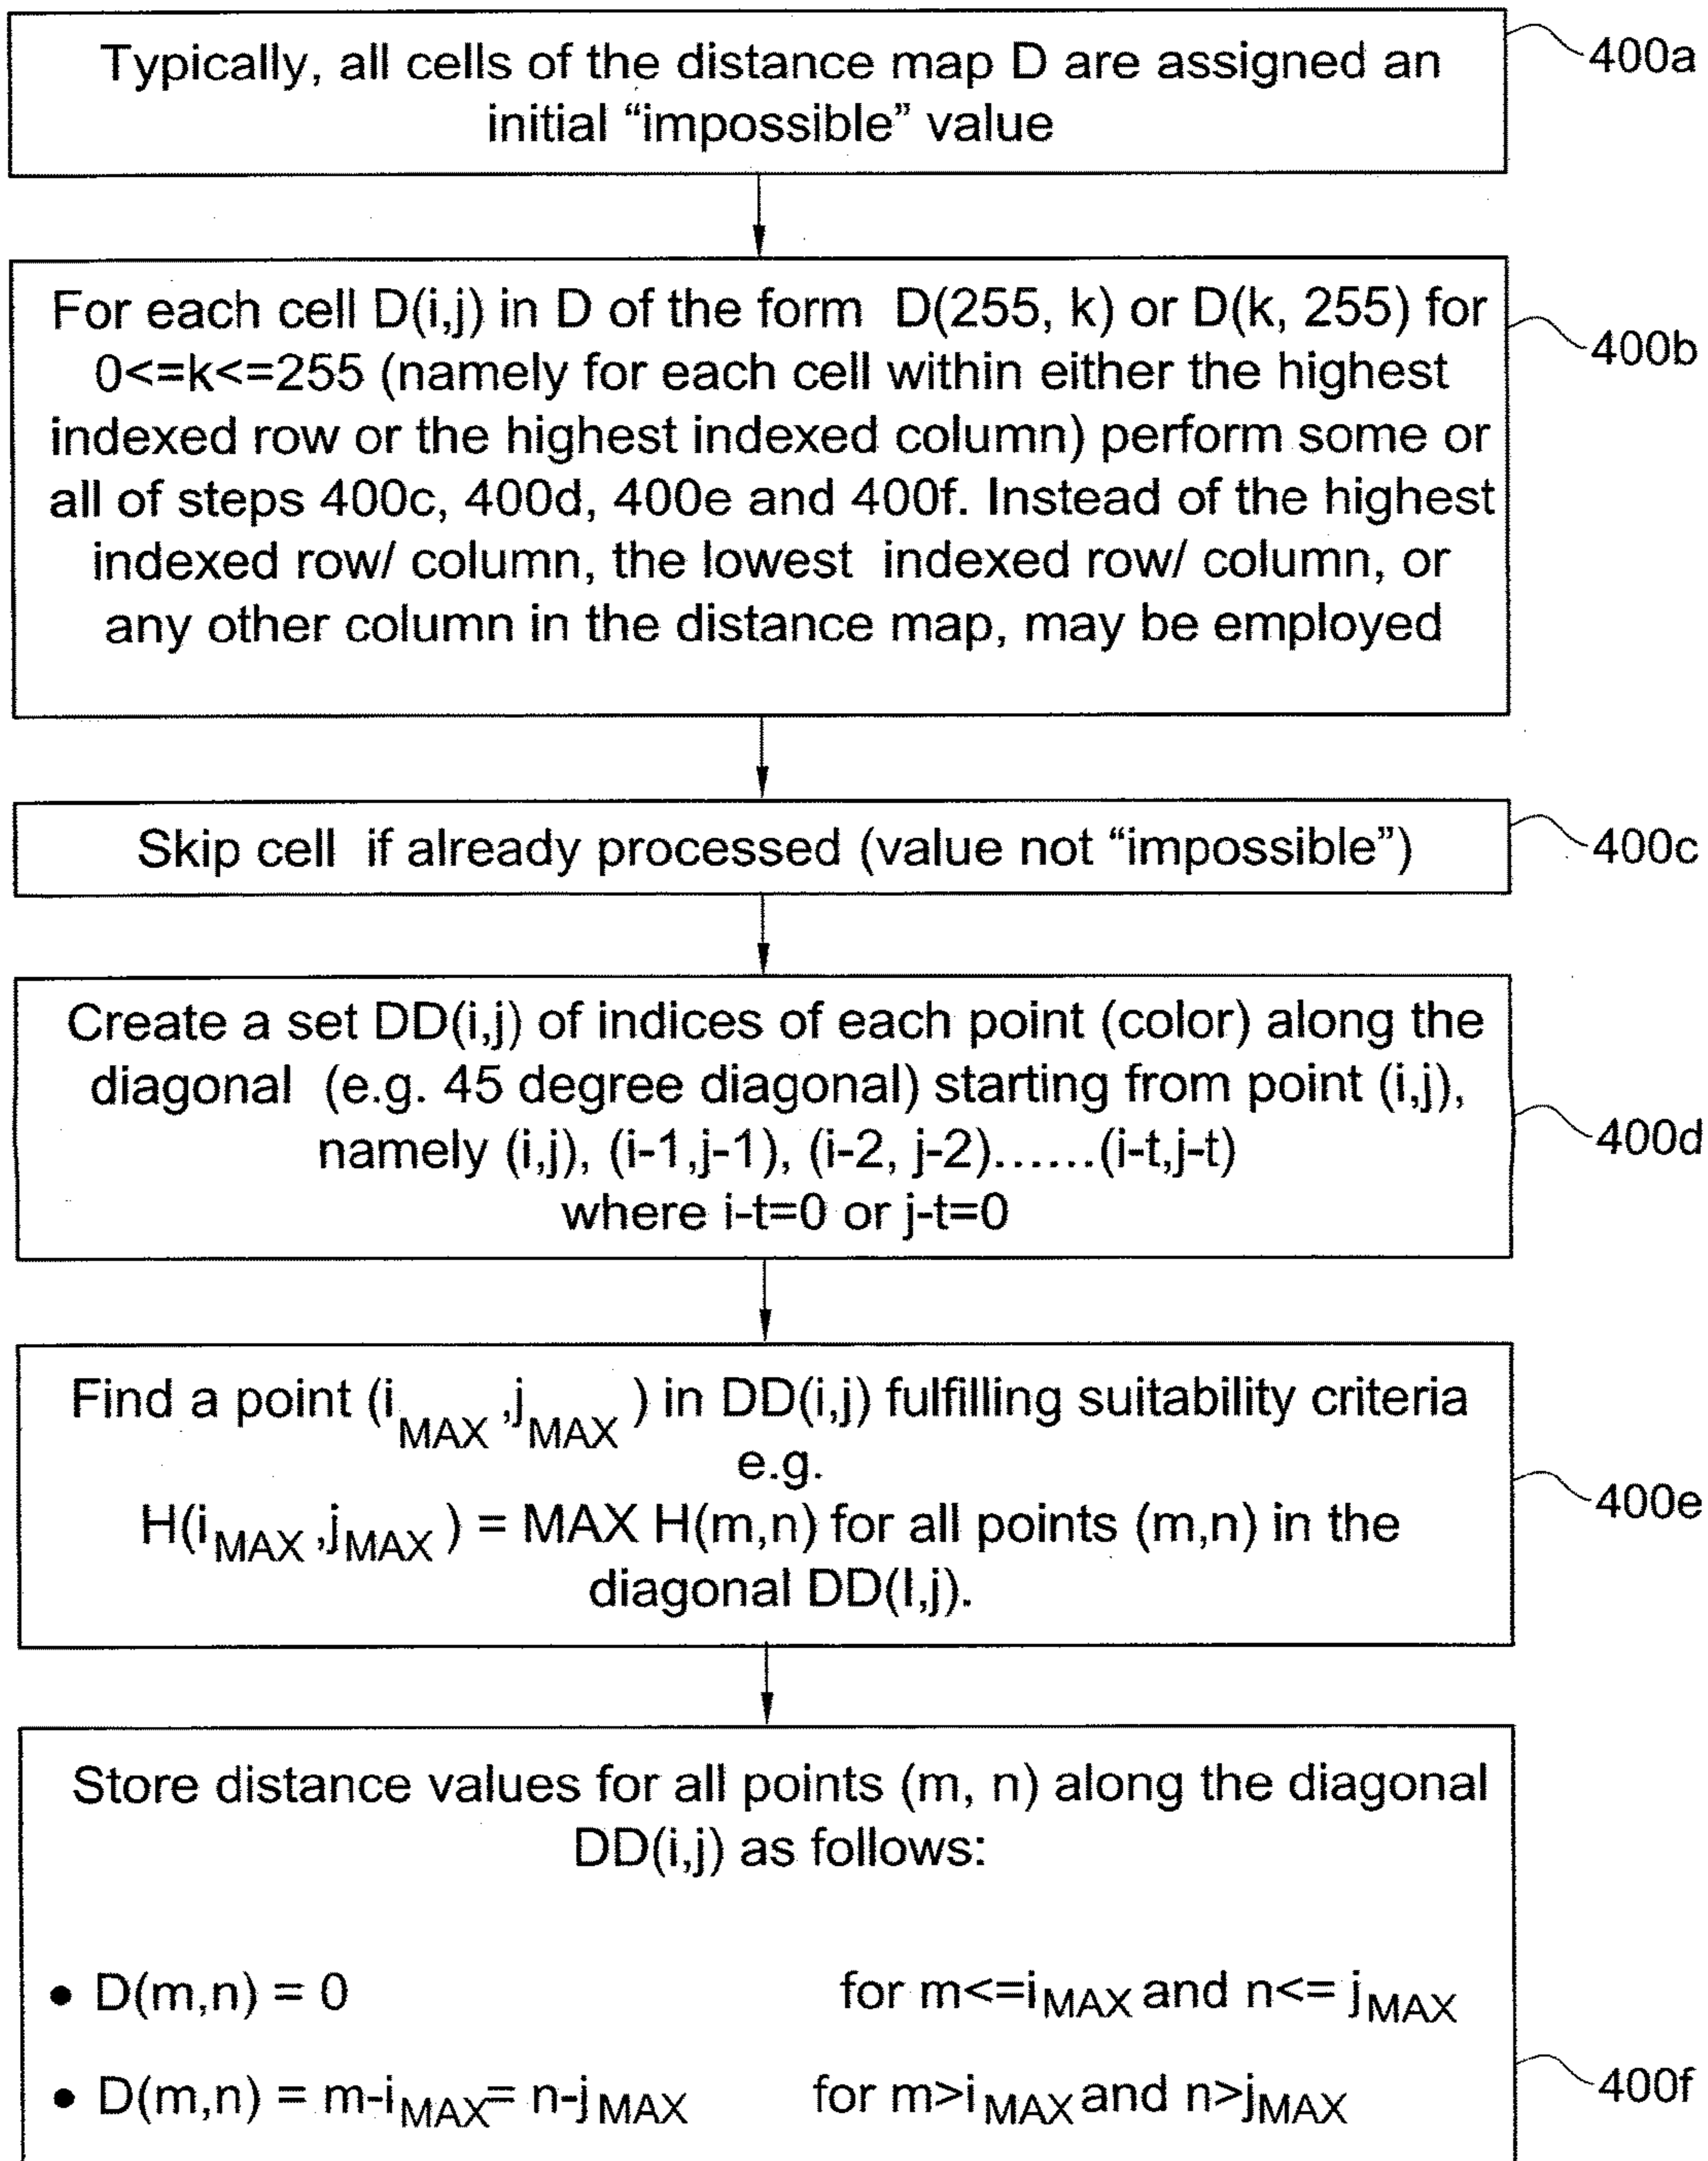 Typically, all cells of the distance map D are assigned an
initial “impossible” value
400a
For each cell D(i,j) in D of the form D(255, k) or D(k, 255) for
0<=k<=255 (namely for each cell within either the highest
indexed row or the highest indexed column) perform some or
all of steps 400c, 400d, 400e and 400f. Instead of the highest
indexed row/ column, the lowest indexed row/ column, or
any other column in the distance map, may be employed
400b
Skip cell if already processed (value not “impossible”)
400c
Create a set DD(i,j) of indices of each point (color) along the
diagonal (e.g. 45 degree diagonal) starting from point (i,j),
namely (i,j), (i-1,j-1), (i-2, j-2)......(i-t,j-t)
where i-t=0 or j-t=0
400d
Find a point (iMAX ,jMAX ) in DD(i,j) fulfilling suitability criteria
e.g.
H(iMAX ,jMAX ) = MAX H(m,n) for all points (m,n) in the
diagonal DD(I,j).
400e
Store distance values for all points (m, n) along the diagonal
DD(i,j) as follows:
• D(m,n) = 0 for m<=iMAX and n<= jMAX
• D(m,n) = m-iMAX= n-jMAX for m>iMAX and n>jMAX
400f